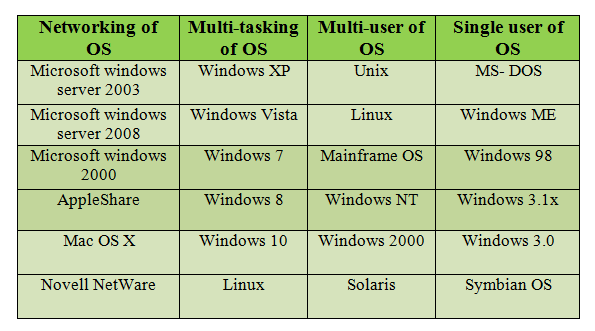 Networking of OS Multi-tasking of OS Multi-user of OS Single user of OS
Microsoft windows server 2003 Windows XP Unix MS- DOS
Microsoft windows server 2008 Windows Vista Linux Windows ME
Microsoft windows 2000 Windows 7 Mainframe OS Windows 98
AppleShare Windows 8 Windows NT Windows 3.1x
Mac OS X Windows 10 Windows 2000 Windows 3.0
Novell NetWare Linux Solaris Symbian OS